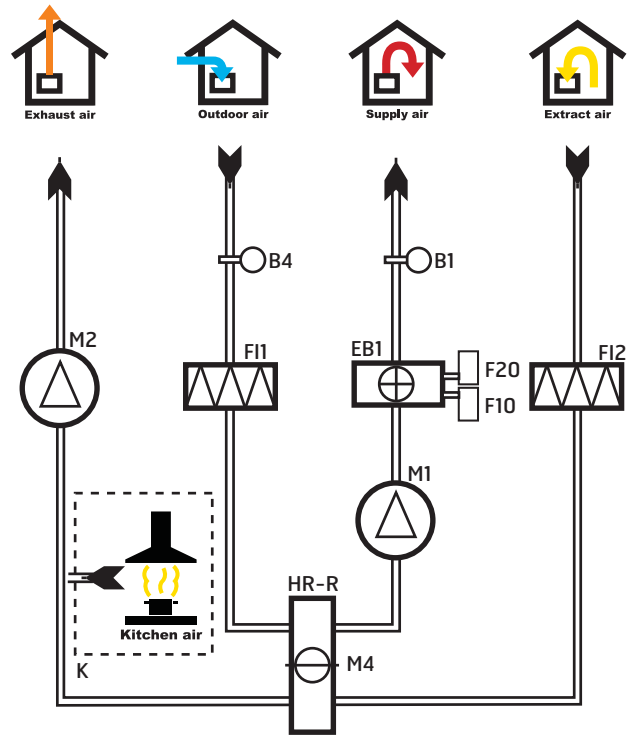 Exhaust air
Outdoor air
Supply air
Extract air
B4
B1
M2
FI1
EB1
F20
F10
FI2
M1
Kitchen air
K
HR-R
M4